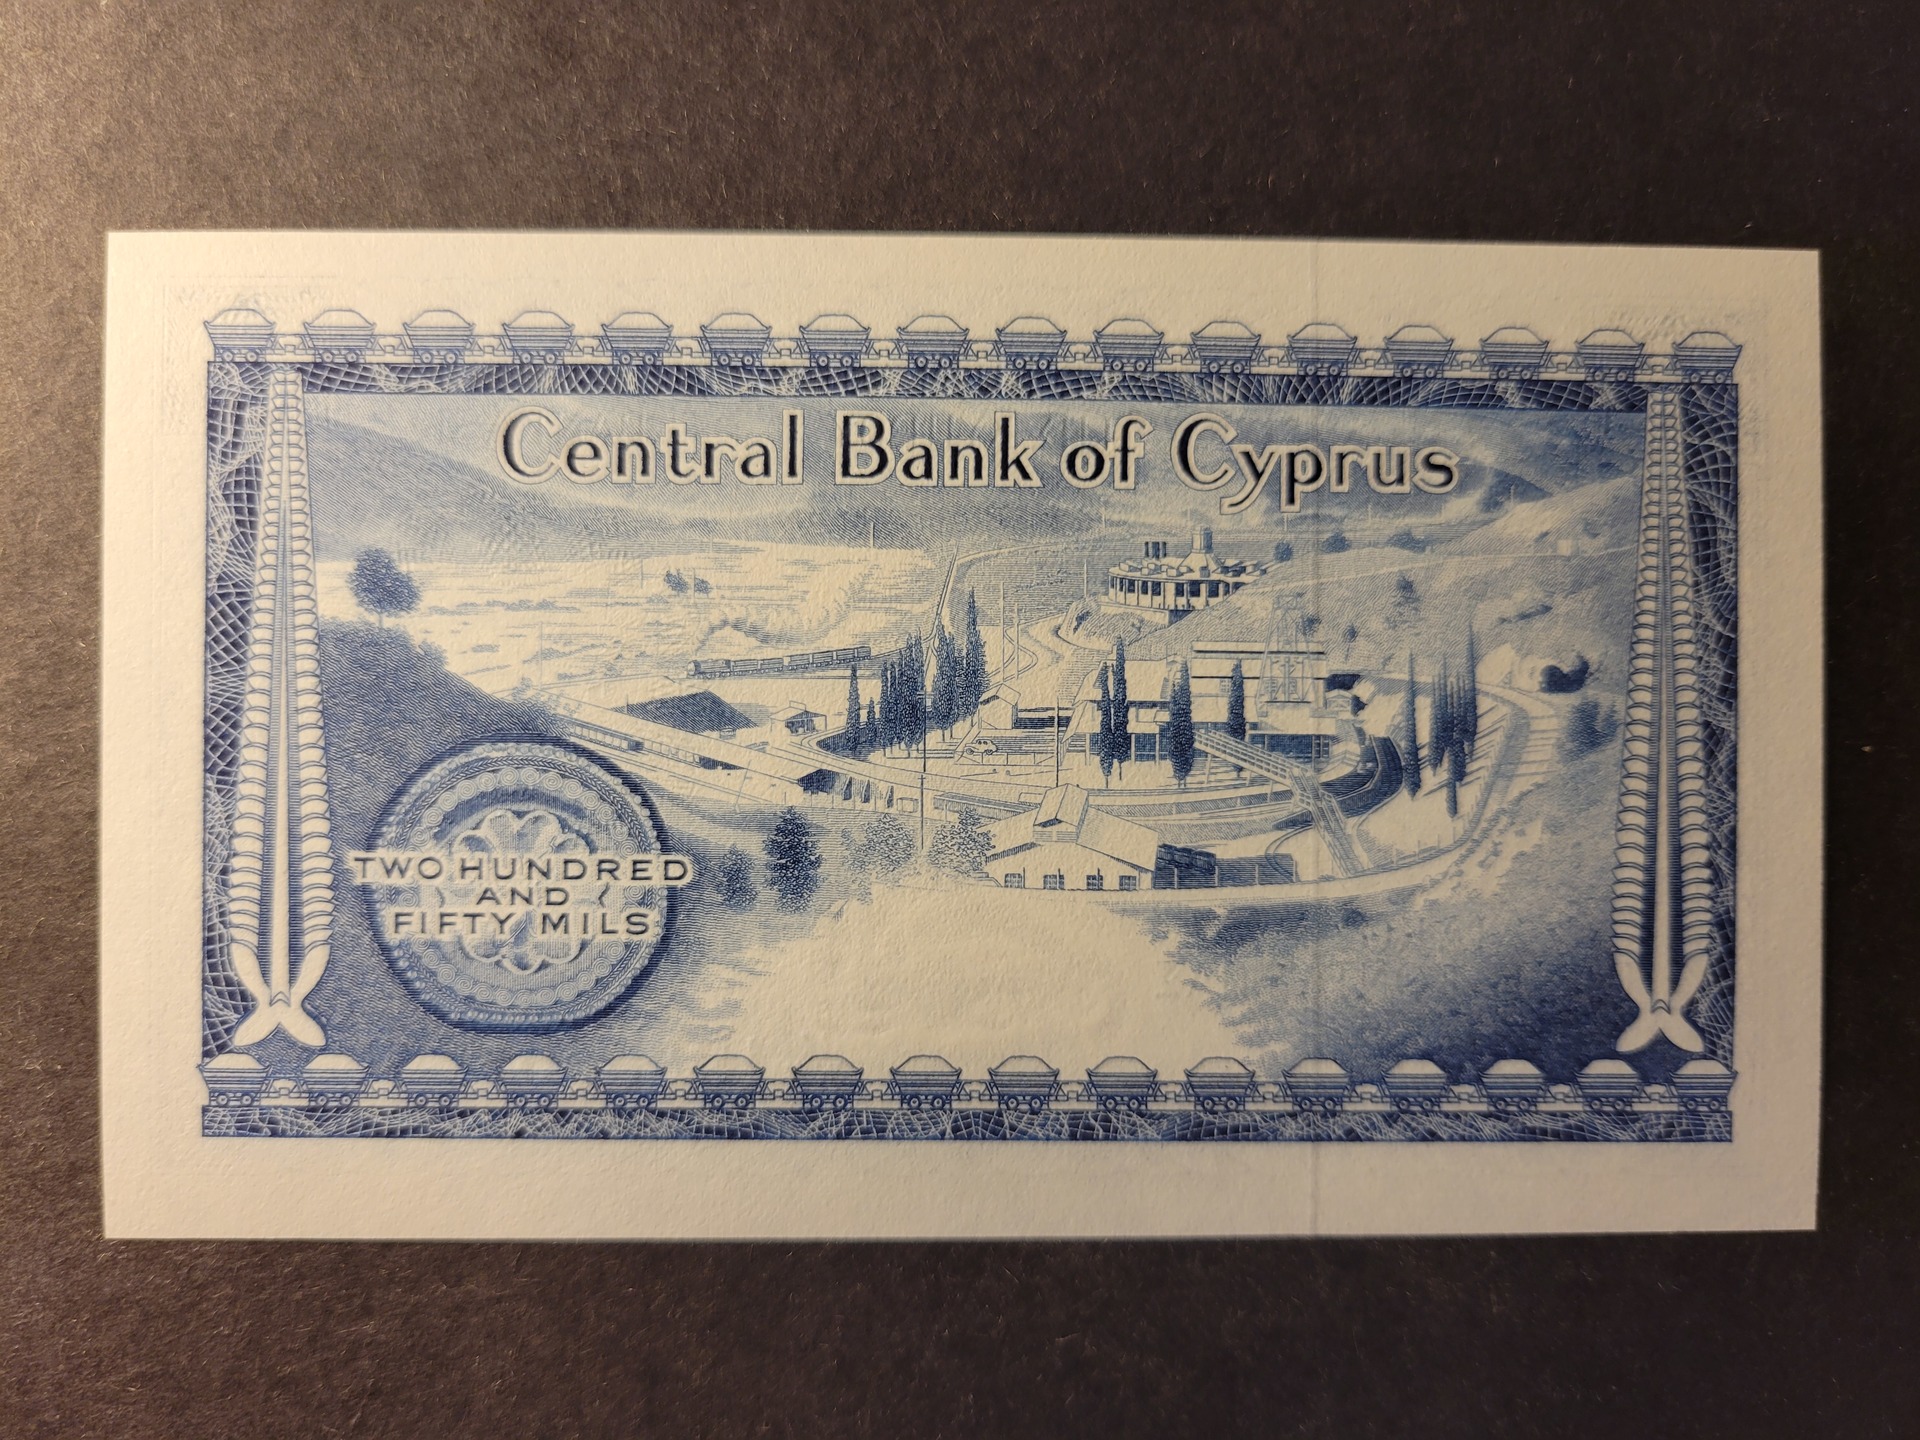 Central Bank of Cyprus
TWO HUNDRED
AND
FIFTY MILS